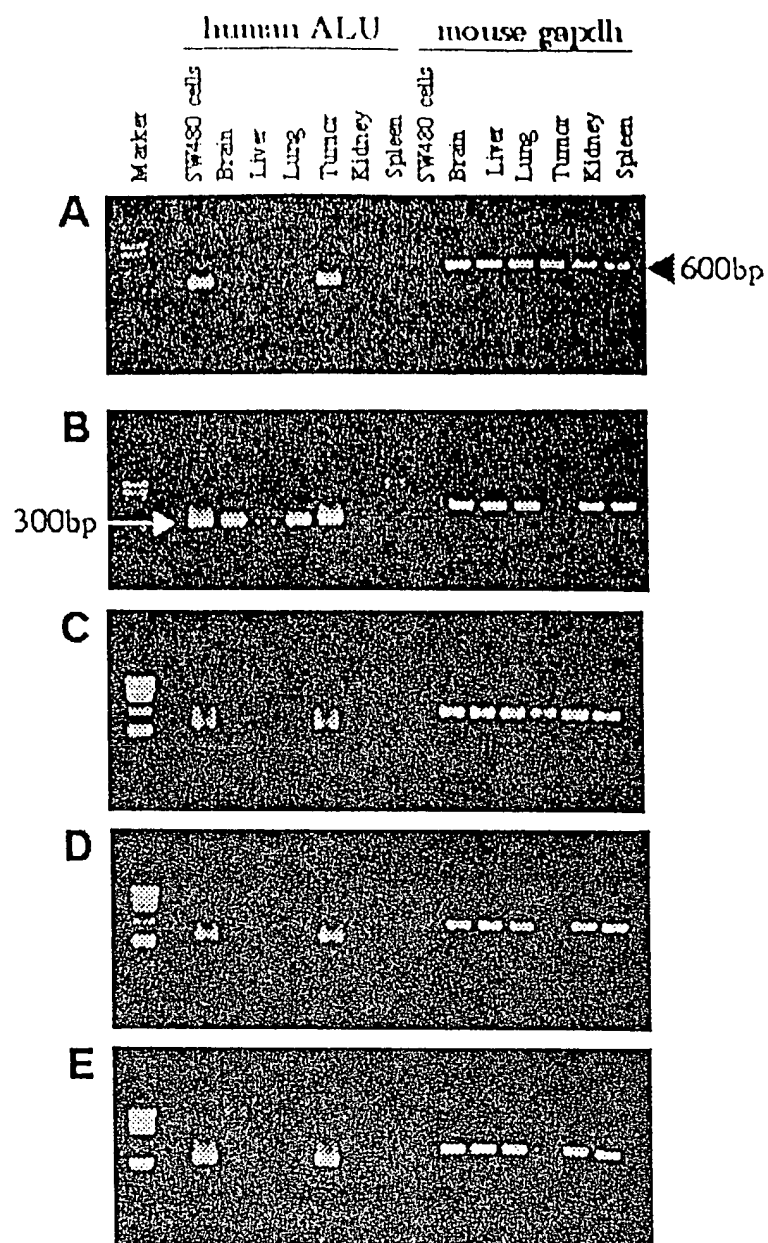 human ALU mouse gapdh
Marker SW480 cells Brain Liver Lung Tumor Kidney Spleen SW480 cells Brain Liver Lung Tumor Kidney Spleen
A
600bp
B
300bp
C
D
E